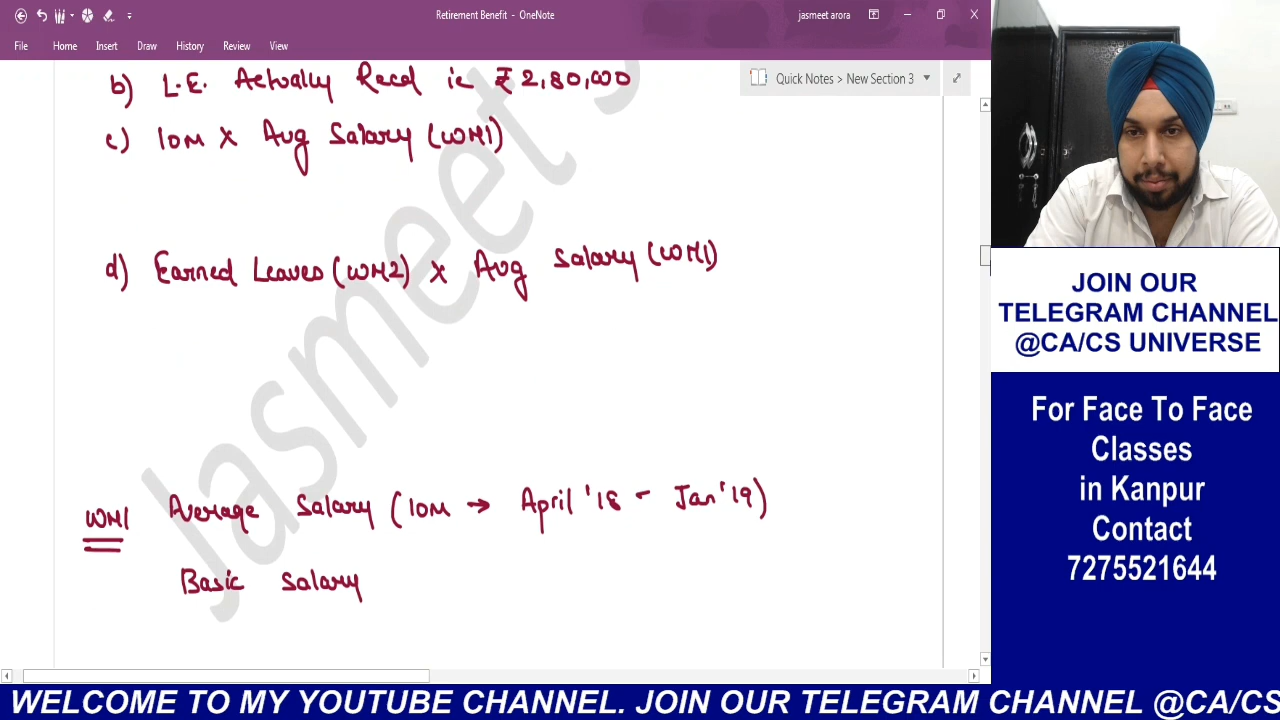 Retirement Benefit - OneNote
jasmeet arora
File Home Insert Draw History Review View
Quick Notes > New Section 3
b) L.E. Actually Recd ie ₹ 2,80,000
c) 10M x Avg Salary (WN1)
d) Earned Leaves (WN2) x Avg Salary (WN1)
WN1 Average Salary (10M → April '18 - Jan '19)
Basic Salary
Jasmeet S
JOIN OUR
TELEGRAM CHANNEL
@CA/CS UNIVERSE
For Face To Face
Classes
in Kanpur
Contact
7275521644
WELCOME TO MY YOUTUBE CHANNEL. JOIN OUR TELEGRAM CHANNEL @CA/CS